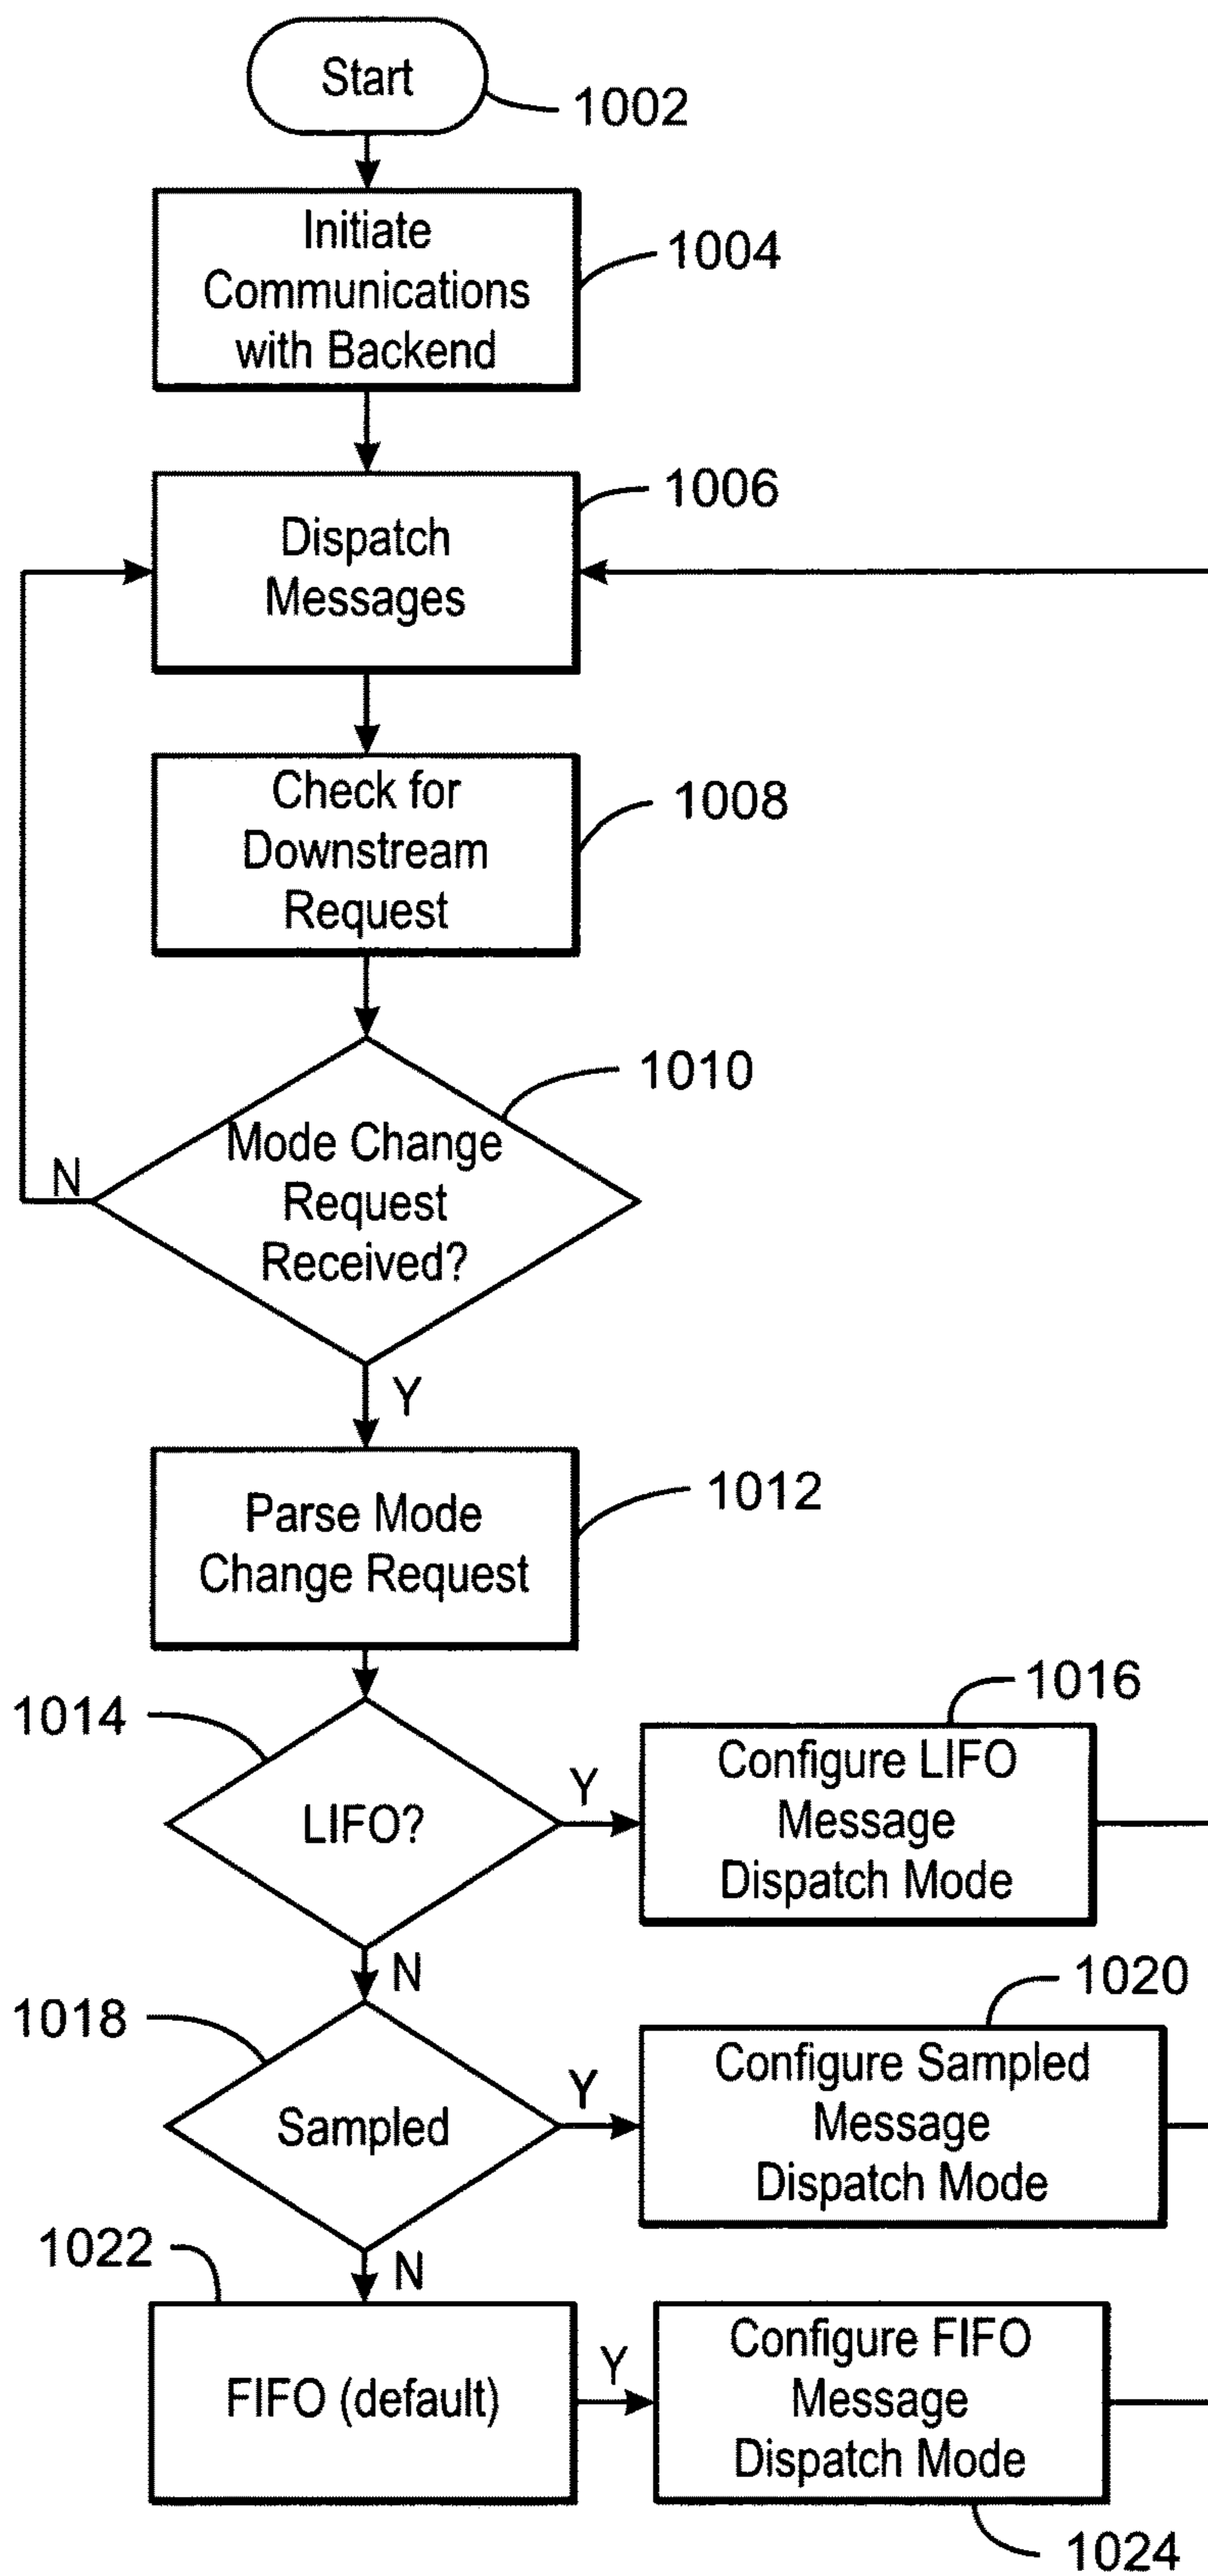 Start
1002
Initiate
Communications
with Backend
1004
Dispatch
Messages
1006
Check for
Downstream
Request
1008
Mode Change
Request
Received?
1010
N
Y
Parse Mode
Change Request
1012
1014
LIFO?
Y
1016
Configure LIFO
Message
Dispatch Mode
N
1018
Sampled
Y
1020
Configure Sampled
Message
Dispatch Mode
N
1022
FIFO (default)
Y
Configure FIFO
Message
Dispatch Mode
1024